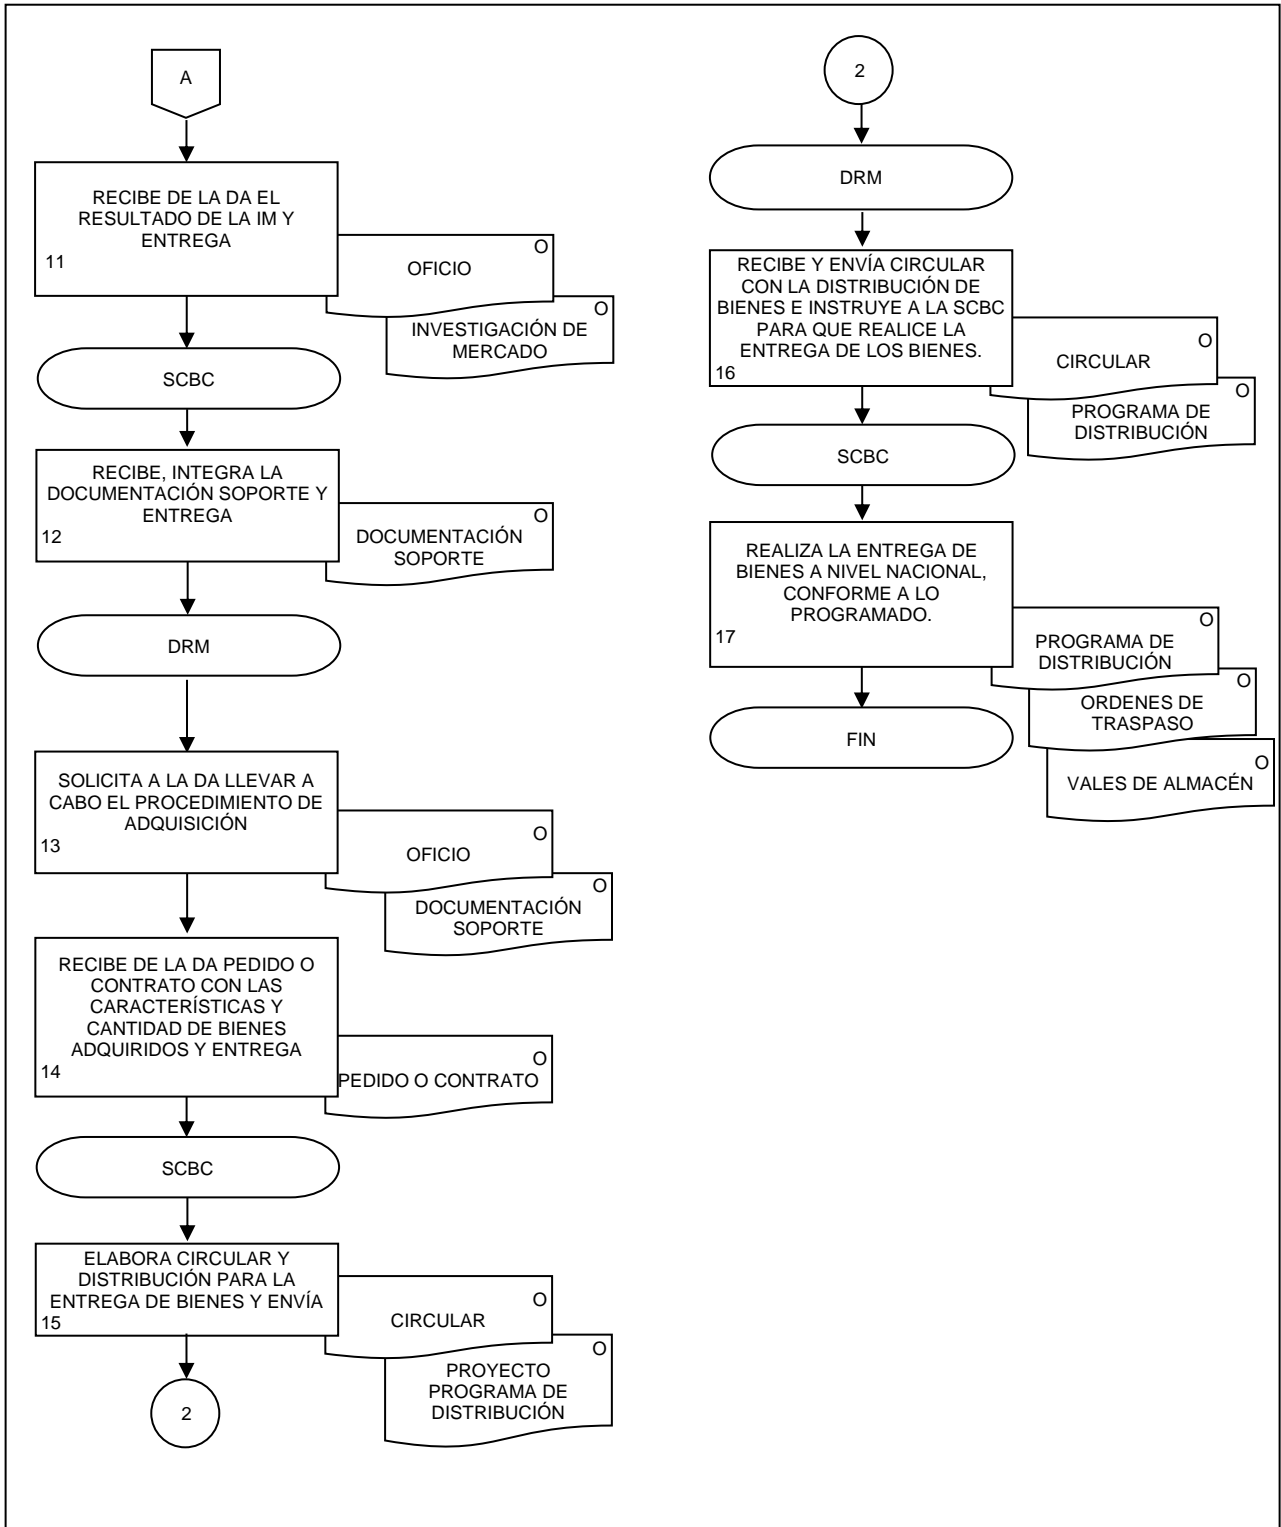 A
RECIBE DE LA DA EL
RESULTADO DE LA IM Y
ENTREGA
11
O
OFICIO
O
INVESTIGACIÓN DE
MERCADO
SCBC
RECIBE, INTEGRA LA
DOCUMENTACIÓN SOPORTE Y
ENTREGA
12
O
DOCUMENTACIÓN
SOPORTE
DRM
SOLICITA A LA DA LLEVAR A
CABO EL PROCEDIMIENTO DE
ADQUISICIÓN
13
O
OFICIO
O
DOCUMENTACIÓN
SOPORTE
RECIBE DE LA DA PEDIDO O
CONTRATO CON LAS
CARACTERÍSTICAS Y
CANTIDAD DE BIENES
ADQUIRIDOS Y ENTREGA
14
O
PEDIDO O CONTRATO
SCBC
ELABORA CIRCULAR Y
DISTRIBUCIÓN PARA LA
ENTREGA DE BIENES Y ENVÍA
15
O
CIRCULAR
O
PROYECTO
PROGRAMA DE
DISTRIBUCIÓN
2
2
DRM
RECIBE Y ENVÍA CIRCULAR
CON LA DISTRIBUCIÓN DE
BIENES E INSTRUYE A LA SCBC
PARA QUE REALICE LA
ENTREGA DE LOS BIENES.
16
O
CIRCULAR
O
PROGRAMA DE
DISTRIBUCIÓN
SCBC
REALIZA LA ENTREGA DE
BIENES A NIVEL NACIONAL,
CONFORME A LO
PROGRAMADO.
17
O
PROGRAMA DE
DISTRIBUCIÓN
O
ORDENES DE
TRASPASO
O
VALES DE ALMACÉN
FIN